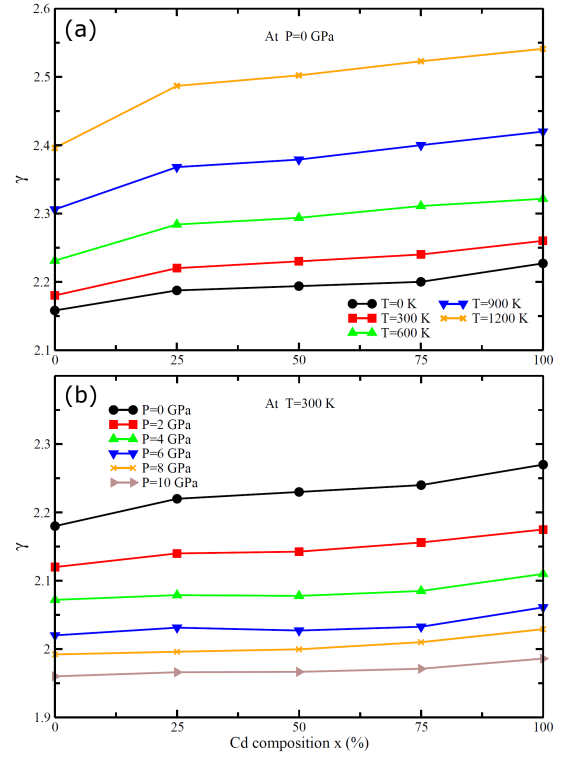 (a)
At P=0 GPa
2.6
2.5
2.4
2.3
2.2
2.1
γ
T=0 K
T=300 K
T=600 K
T=900 K
T=1200 K
0
25
50
75
100
(b)
At T=300 K
P=0 GPa
P=2 GPa
P=4 GPa
P=6 GPa
P=8 GPa
P=10 GPa
2.3
2.2
2.1
2
1.9
γ
0
25
50
75
100
Cd composition x (%)